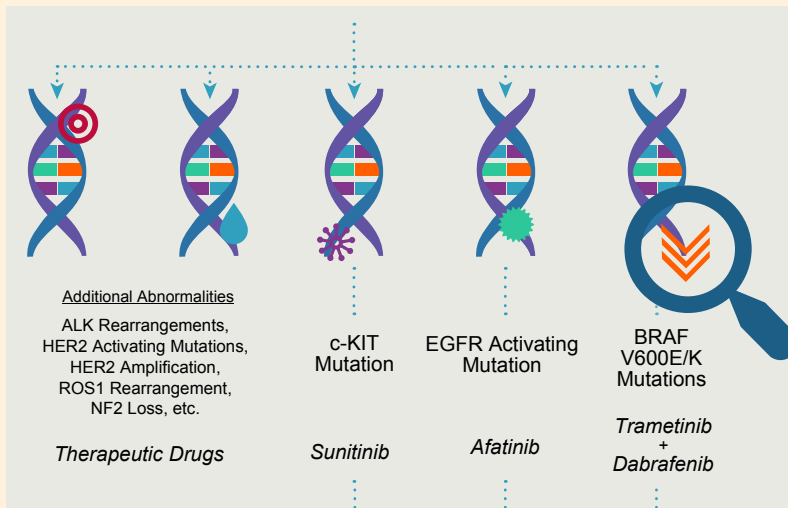 Additional Abnormalities
ALK Rearrangements,
HER2 Activating Mutations,
HER2 Amplification,
ROS1 Rearrangement,
NF2 Loss, etc.
Therapeutic Drugs
c-KIT
Mutation
Sunitinib
EGFR Activating
Mutation
Afatinib
BRAF
V600E/K
Mutations
Trametinib
+
Dabrafenib